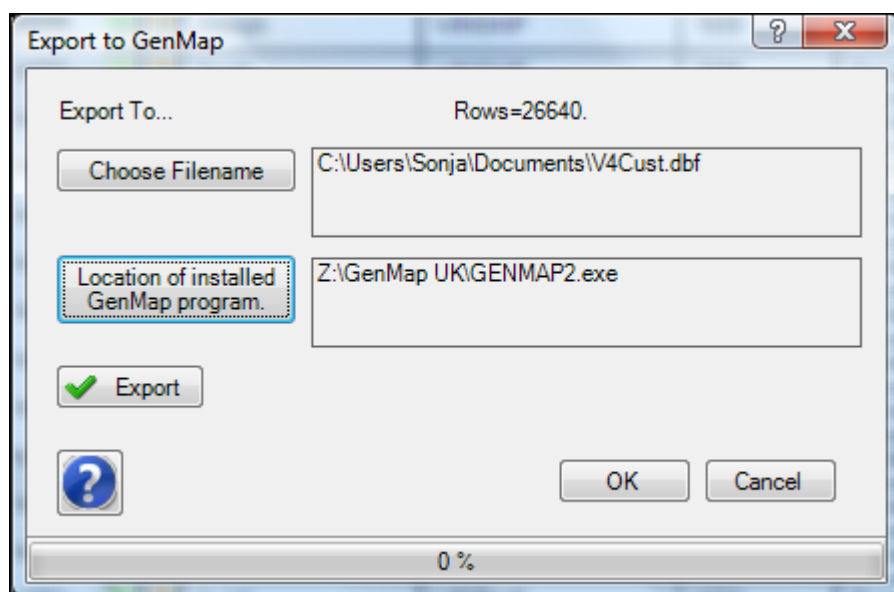 Export to GenMap
Export To...
Rows=26640.
Choose Filename
C:\Users\Sonja\Documents\V4Cust.dbf
Location of installed
GenMap program.
Z:\GenMap UK\GENMAP2.exe
Export
OK
Cancel
0 %